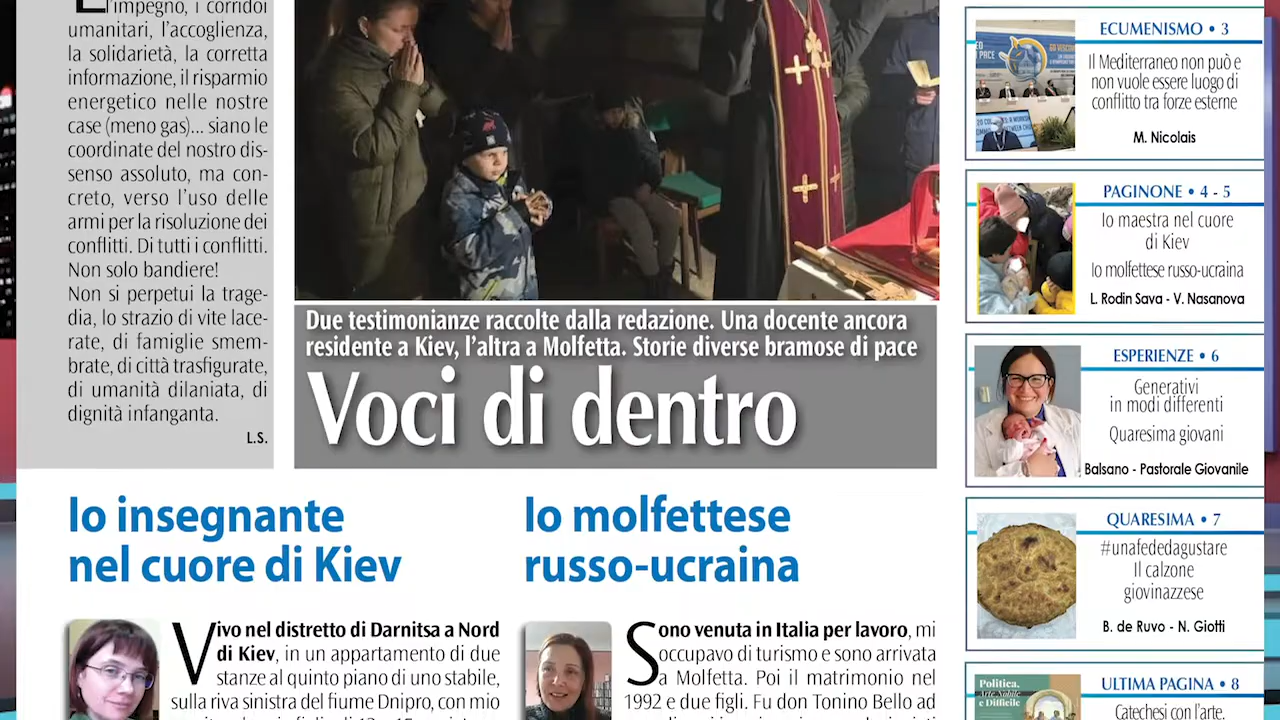 l'impegno, i corridoi
umanitari, l'accoglienza,
la solidarietà, la corretta
informazione, il risparmio
energetico nelle nostre
case (meno gas)... siano le
coordinate del nostro dis-
senso assoluto, ma con-
creto, verso l'uso delle
armi per la risoluzione dei
conflitti. Di tutti i conflitti.
Non solo bandiere!
Non si perpetui la trage-
dia, lo strazio di vite lace-
rate, di famiglie smem-
brate, di città trasfigurate,
di umanità dilaniata, di
dignità infanganta.
L.S.
Due testimonianze raccolte dalla redazione. Una docente ancora
residente a Kiev, l'altra a Molfetta. Storie diverse bramose di pace
Voci di dentro
Io insegnante
nel cuore di Kiev
Vivo nel distretto di Darnitsa a Nord
di Kiev, in un appartamento di due
stanze al quinto piano di uno stabile,
sulla riva sinistra del fiume Dnipro, con mio
Io molfettese
russo-ucraina
Sono venuta in Italia per lavoro, mi
occupavo di turismo e sono arrivata
a Molfetta. Poi il matrimonio nel
1992 e due figli. Fu don Tonino Bello ad
ECUMENISMO • 3
Il Mediterraneo non può e
non vuole essere luogo di
conflitto tra forze esterne
M. Nicolais
PAGINONE • 4 - 5
Io maestra nel cuore
di Kiev
Io molfettese russo-ucraina
L. Rodin Sava - V. Nasanova
ESPERIENZE • 6
Generativi
in modi differenti
Quaresima giovani
Balsano - Pastorale Giovanile
QUARESIMA • 7
#unafededagustare
Il calzone
giovinazzese
B. de Ruvo - N. Giotti
ULTIMA PAGINA • 8
Catechesi con l'arte.
Politica,
Arte Nobile
e Difficile